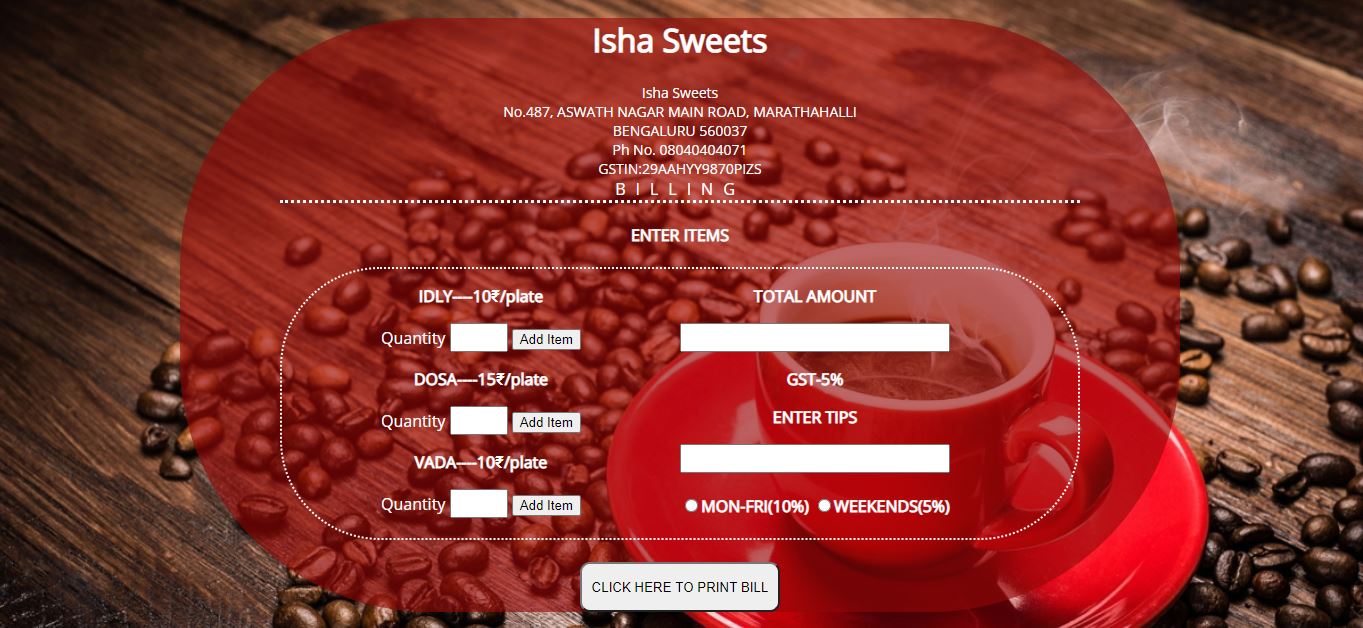 Isha Sweets
Isha Sweets
No.487, ASWATH NAGAR MAIN ROAD, MARATHAHALLI
BENGALURU 560037
Ph No. 08040404071
GSTIN:29AAHYY9870PIZS
B I L L I N G
ENTER ITEMS
IDLY----10₹/plate
Quantity Add Item
DOSA----15₹/plate
Quantity Add Item
VADA----10₹/plate
Quantity Add Item
TOTAL AMOUNT
GST-5%
ENTER TIPS
MON-FRI(10%) WEEKENDS(5%)
CLICK HERE TO PRINT BILL